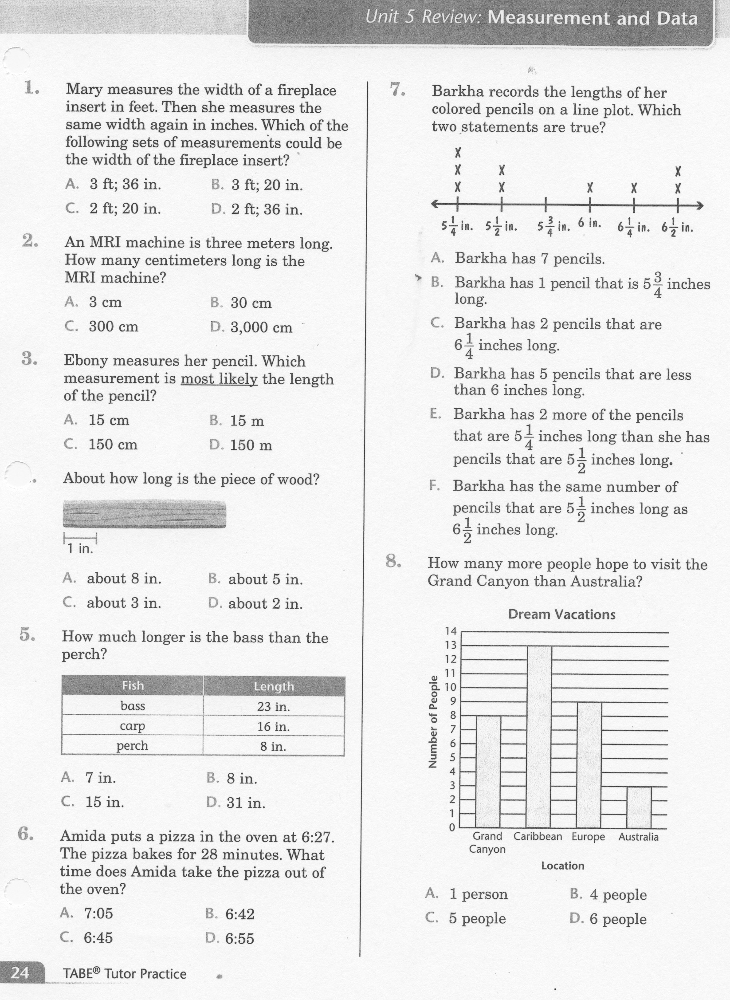 Unit 5 Review: Measurement and Data
1. Mary measures the width of a fireplace
insert in feet. Then she measures the
same width again in inches. Which of the
following sets of measurements could be
the width of the fireplace insert?
A. 3 ft; 36 in. B. 3 ft; 20 in.
C. 2 ft; 20 in. D. 2 ft; 36 in.
2. An MRI machine is three meters long.
How many centimeters long is the
MRI machine?
A. 3 cm B. 30 cm
C. 300 cm D. 3,000 cm
3. Ebony measures her pencil. Which
measurement is most likely the length
of the pencil?
A. 15 cm B. 15 m
C. 150 cm D. 150 m
. About how long is the piece of wood?
1 in.
A. about 8 in. B. about 5 in.
C. about 3 in. D. about 2 in.
5. How much longer is the bass than the
perch?
Fish Length
bass 23 in.
carp 16 in.
perch 8 in.
A. 7 in. B. 8 in.
C. 15 in. D. 31 in.
6. Amida puts a pizza in the oven at 6:27.
The pizza bakes for 28 minutes. What
time does Amida take the pizza out of
the oven?
A. 7:05 B. 6:42
C. 6:45 D. 6:55
7. Barkha records the lengths of her
colored pencils on a line plot. Which
two statements are true?
X
X X X
X X X X X
5 1/4 in. 5 1/2 in. 5 3/4 in. 6 in. 6 1/4 in. 6 1/2 in.
A. Barkha has 7 pencils.
B. Barkha has 1 pencil that is 5 3/4 inches
long.
C. Barkha has 2 pencils that are
6 1/4 inches long.
D. Barkha has 5 pencils that are less
than 6 inches long.
E. Barkha has 2 more of the pencils
that are 5 1/4 inches long than she has
pencils that are 5 1/2 inches long.
F. Barkha has the same number of
pencils that are 5 1/2 inches long as
6 1/2 inches long.
8. How many more people hope to visit the
Grand Canyon than Australia?
Dream Vacations
Number of People
14
13
12
11
10
9
8
7
6
5
4
3
2
1
0
Grand Caribbean Europe Australia
Canyon
Location
A. 1 person B. 4 people
C. 5 people D. 6 people
24 TABE® Tutor Practice